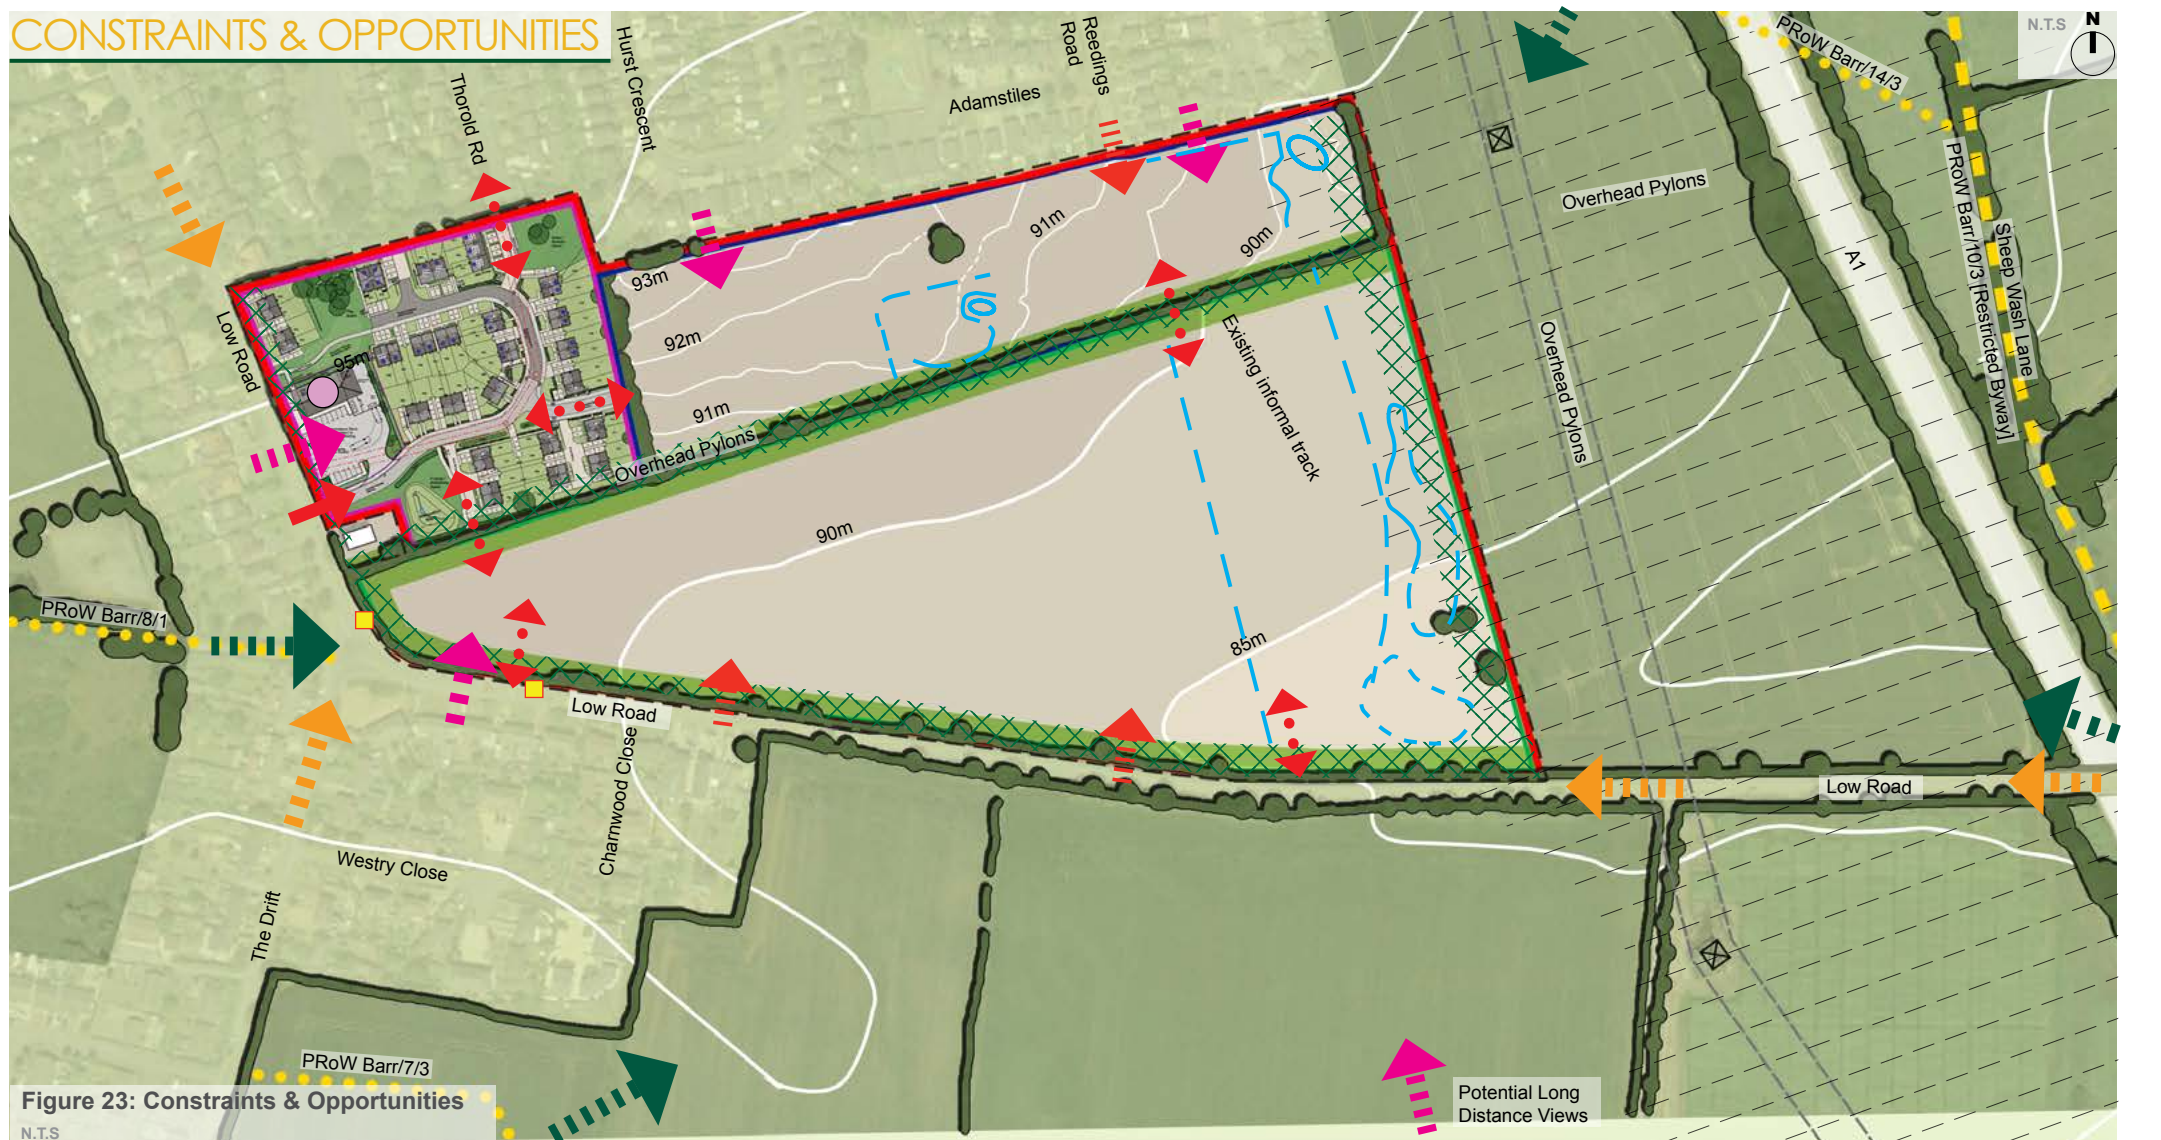 CONSTRAINTS & OPPORTUNITIES
N.T.S
N
Thorold Rd
Hurst Crescent
Adamstiles
Reedings
Road
PRoW Barr/14/3
Overhead Pylons
A1
PRoW Barr/10/3 [Restricted Byway]
Sheep Wash Lane
Low Road
95m
93m
92m
91m
91m
90m
Overhead Pylons
Existing informal track
Overhead Pylons
90m
85m
PRoW Barr/8/1
Low Road
Charnwood Close
Low Road
Westry Close
The Drift
PRoW Barr/7/3
Figure 23: Constraints & Opportunities
N.T.S
Potential Long
Distance Views